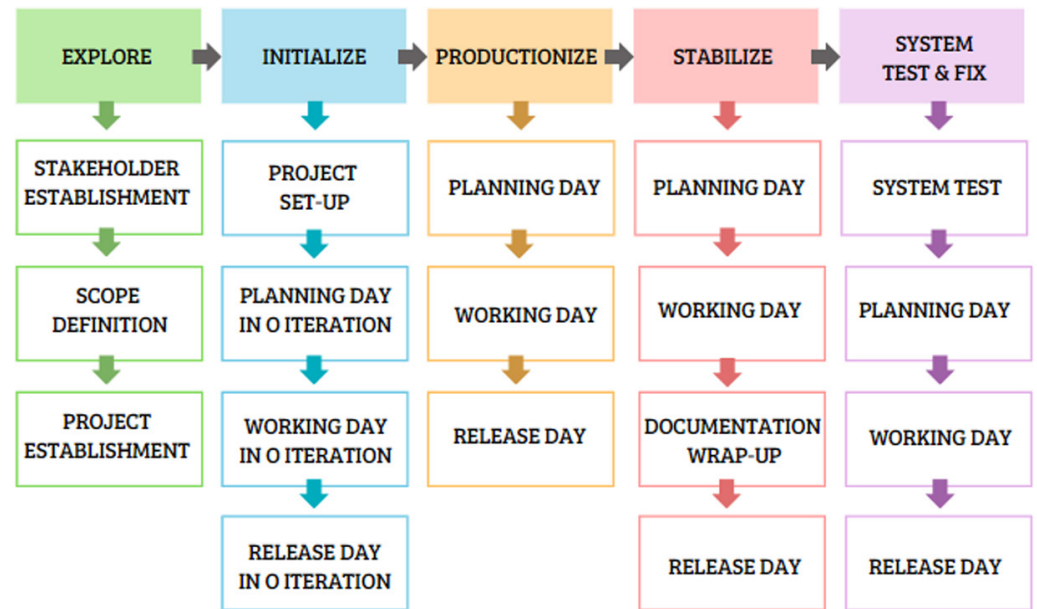 EXPLORE
INITIALIZE
PRODUCTIONIZE
STABILIZE
SYSTEM
TEST & FIX
STAKEHOLDER
ESTABLISHMENT
SCOPE
DEFINITION
PROJECT
ESTABLISHMENT
PROJECT
SET-UP
PLANNING DAY
IN O ITERATION
WORKING DAY
IN O ITERATION
RELEASE DAY
IN O ITERATION
PLANNING DAY
WORKING DAY
RELEASE DAY
PLANNING DAY
WORKING DAY
DOCUMENTATION
WRAP-UP
RELEASE DAY
SYSTEM TEST
PLANNING DAY
WORKING DAY
RELEASE DAY